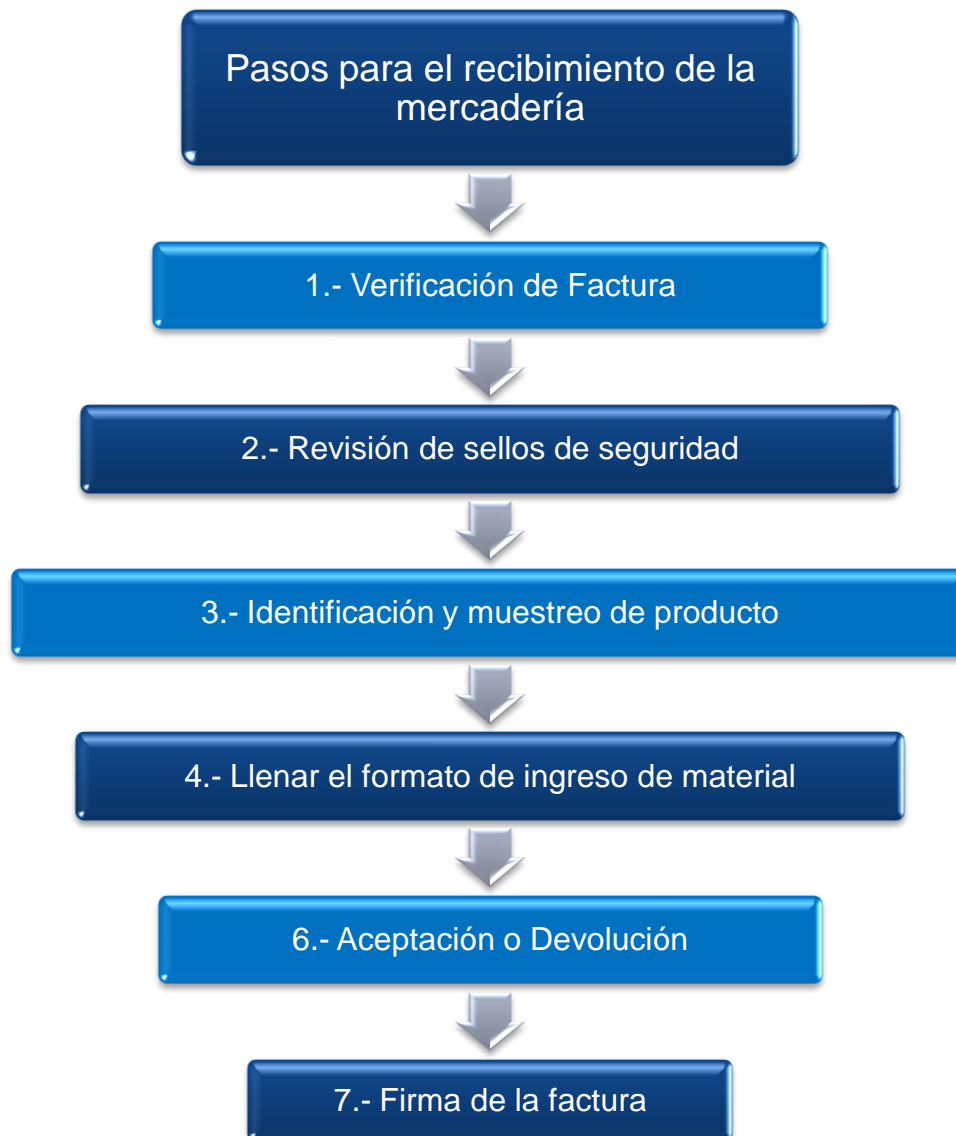 Pasos para el recibimiento de la
mercadería
1.- Verificación de Factura
2.- Revisión de sellos de seguridad
3.- Identificación y muestreo de producto
4.- Llenar el formato de ingreso de material
6.- Aceptación o Devolución
7.- Firma de la factura